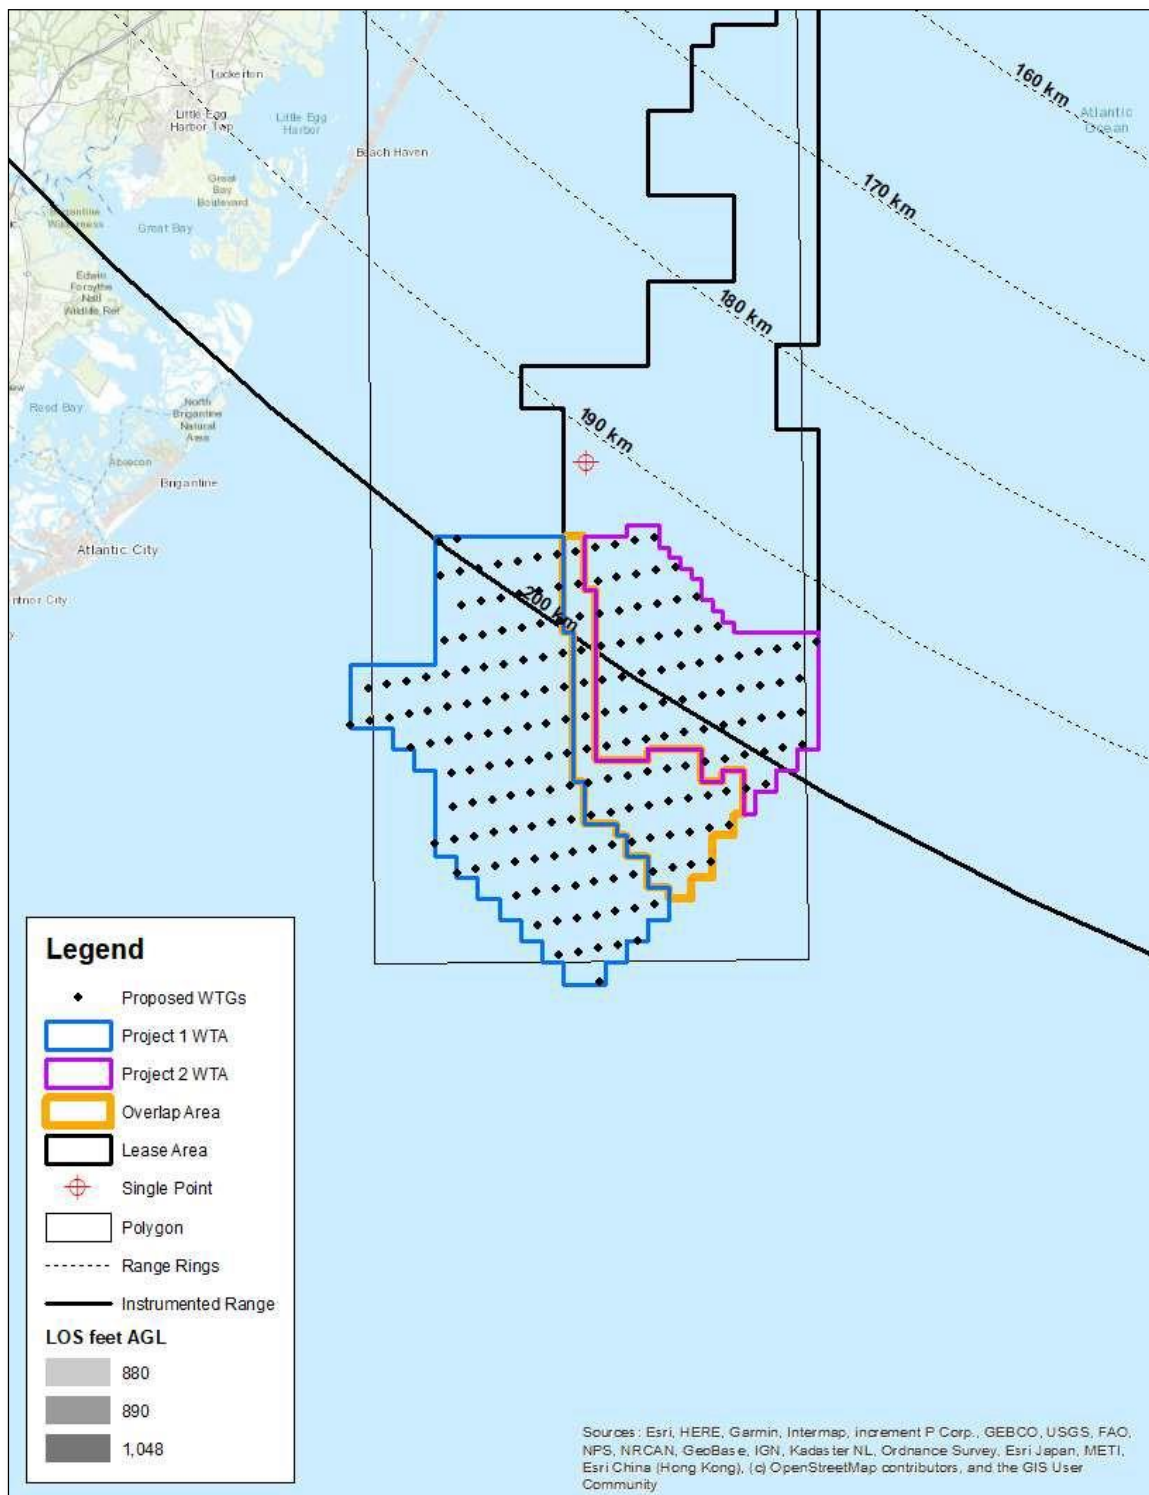 160 km
Atlantic
Ocean
Tuckerton
Little Egg
Harbor Twp
Little Egg
Harbor
Beach Haven
170 km
Great
Bay
Boulevard
Brigantine
Wilderness
Great Bay
Edwin
Forsythe
Natl
Wildlife Ref
180 km
Reed Bay
North
Brigantine
Natural
Area
190 km
Absecon
Brigantine
Atlantic City
ntnor City
200 km
Legend
Proposed WTGs
Project 1 WTA
Project 2 WTA
Overlap Area
Lease Area
Single Point
Polygon
Range Rings
Instrumented Range
LOS feet AGL
880
890
1,048
Sources: Esri, HERE, Garmin, Intermap, increment P Corp., GEBCO, USGS, FAO,
NPS, NRCAN, GeoBase, IGN, Kadaster NL, Ordnance Survey, Esri Japan, METI,
Esri China (Hong Kong), (c) OpenStreetMap contributors, and the GIS User
Community